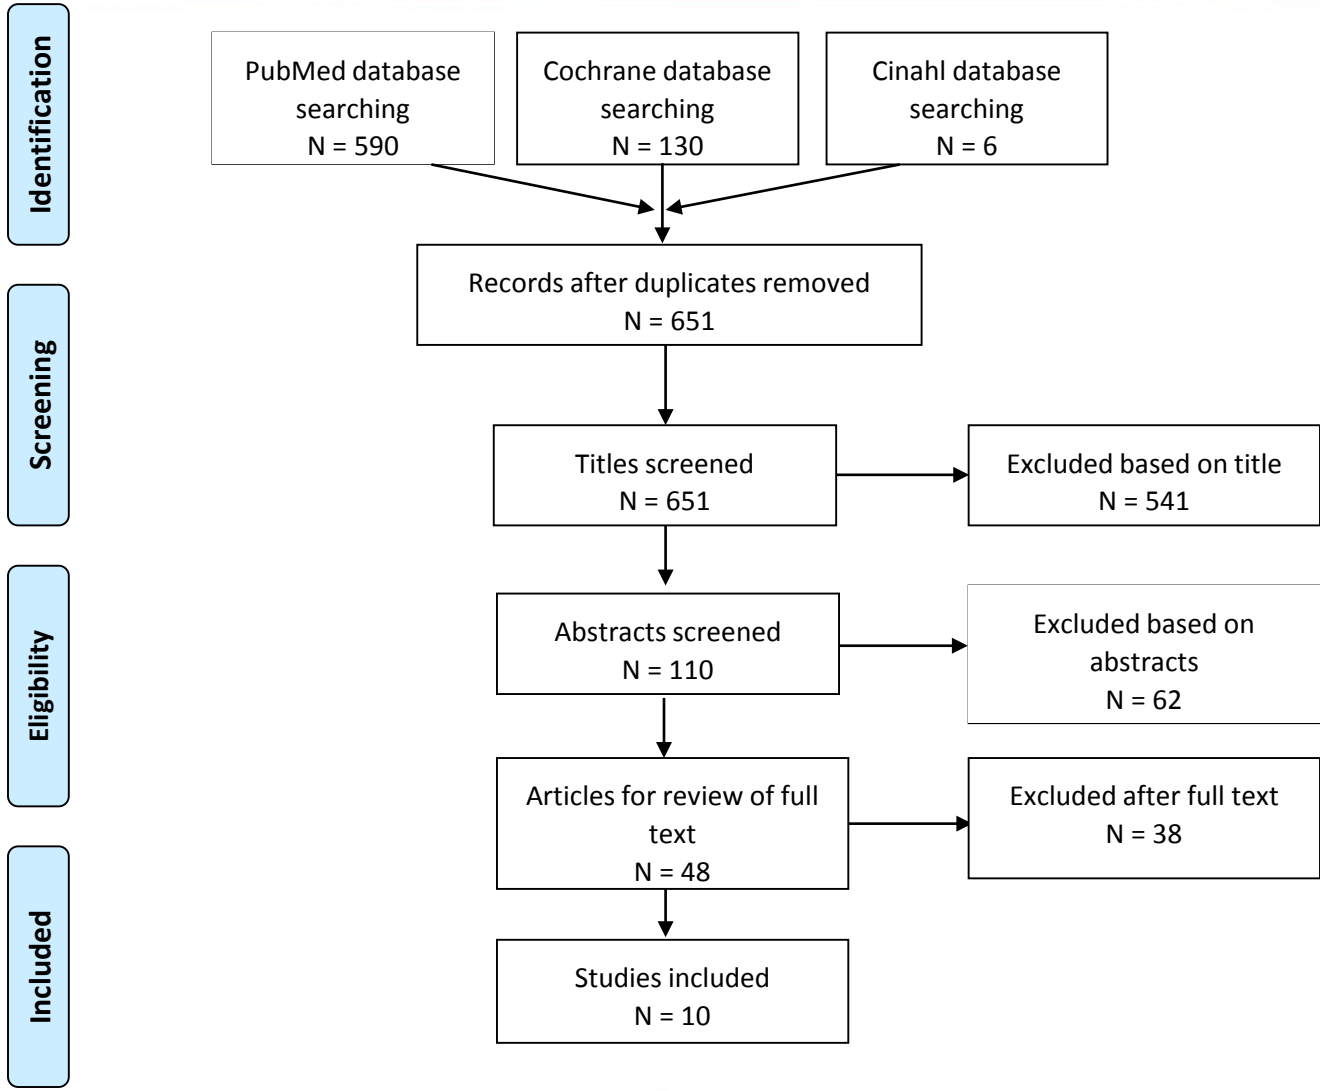 Identification
PubMed database
searching
N = 590
Cochrane database
searching
N = 130
Cinahl database
searching
N = 6
Records after duplicates removed
N = 651
Screening
Titles screened
N = 651
Excluded based on title
N = 541
Eligibility
Abstracts screened
N = 110
Excluded based on
abstracts
N = 62
Articles for review of full
text
N = 48
Excluded after full text
N = 38
Included
Studies included
N = 10